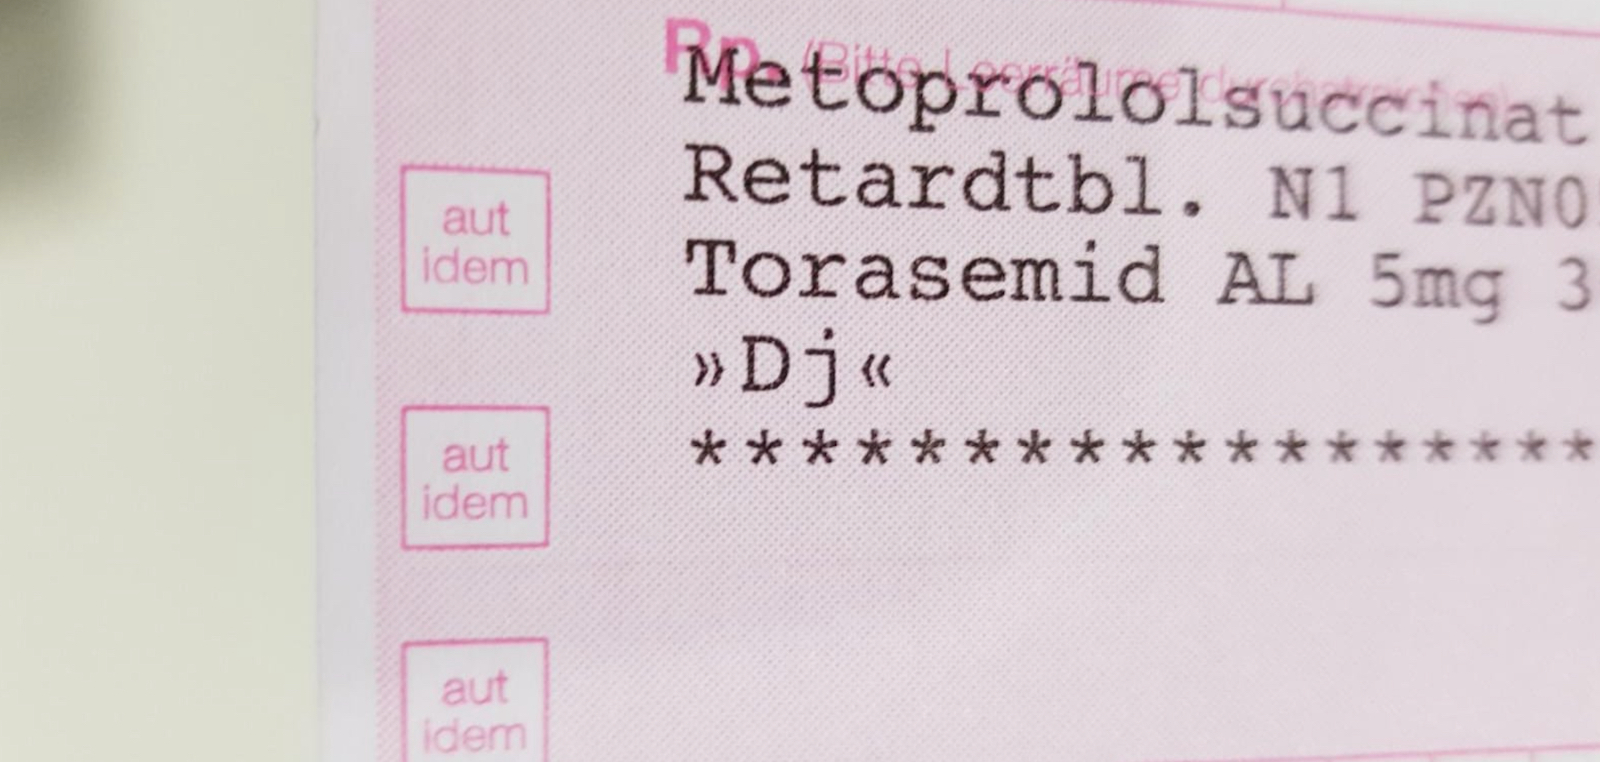 Rp. (Bitte Leerräume durchstreichen)
Metoprololsuccinat
Retardtbl. N1 PZN0
aut
idem
Torasemid AL 5mg 3
»Dj«
******************
aut
idem
aut
idem